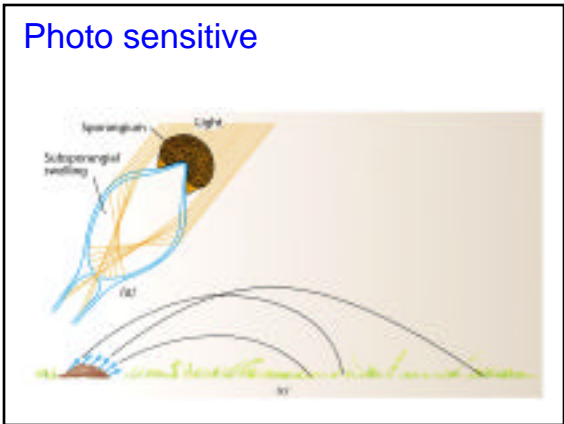 Photo sensitive
Light
Sporangium
Subsporangial
swelling
(a)